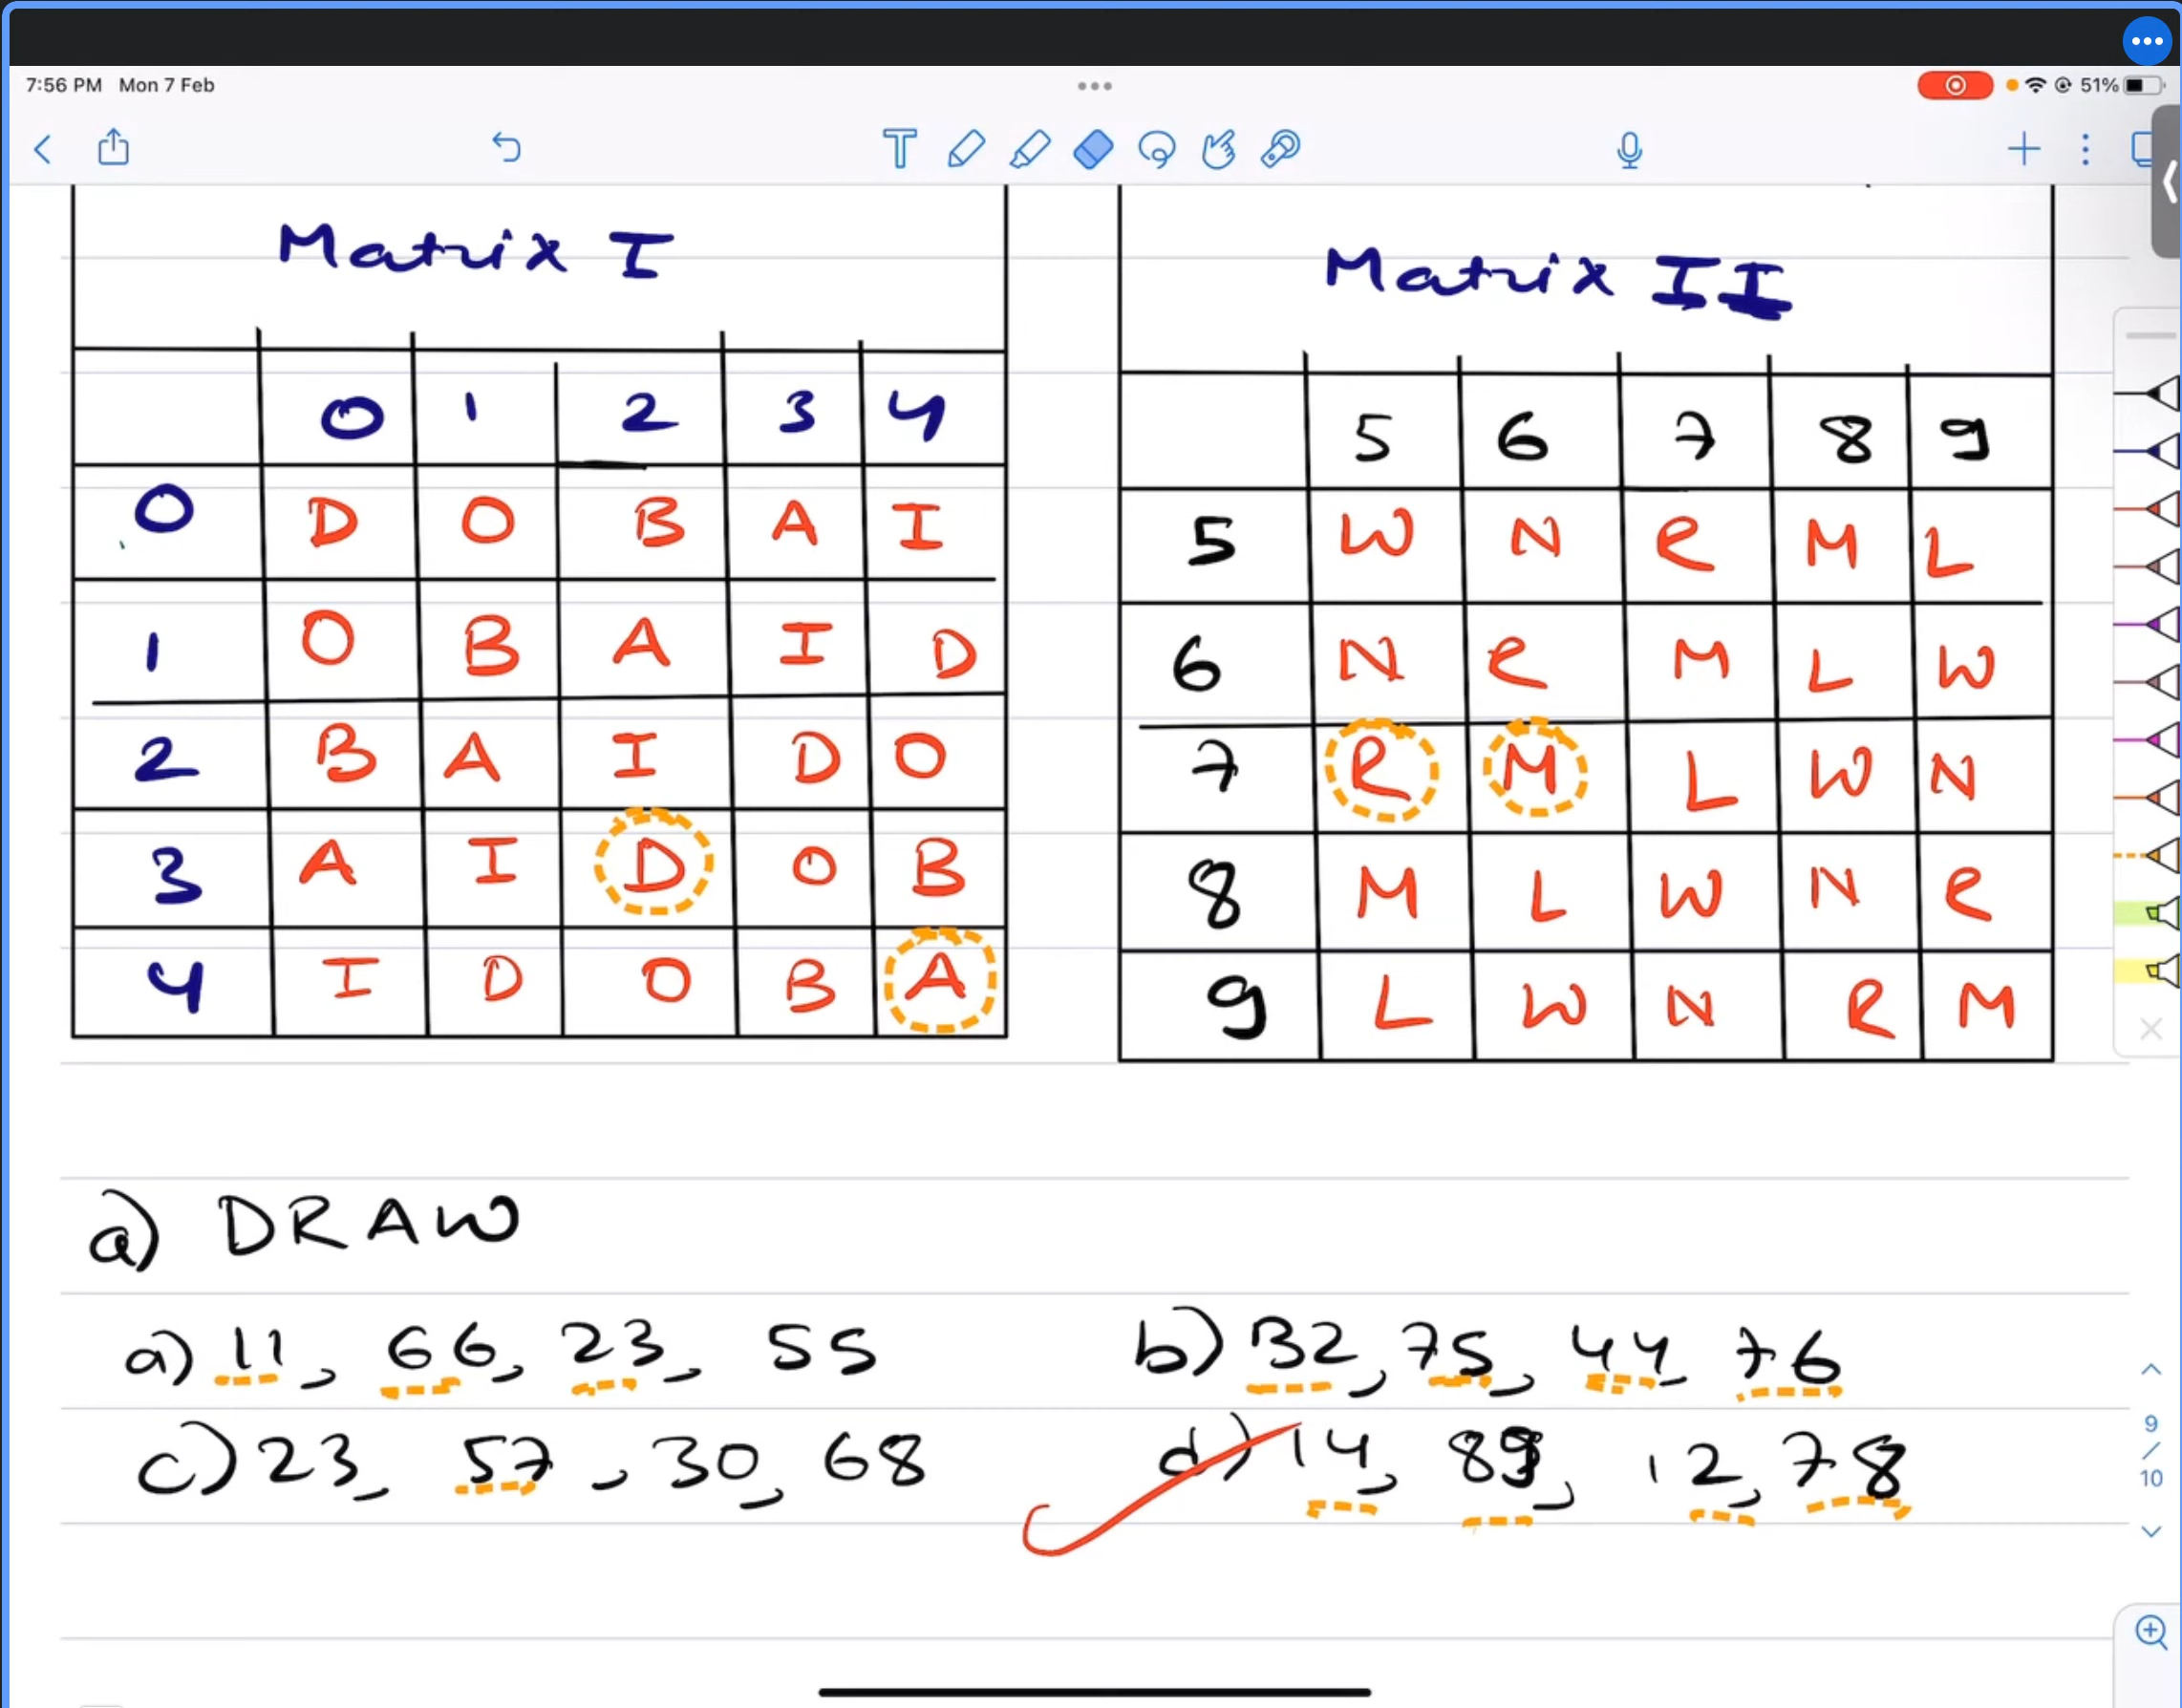 7:56 PM Mon 7 Feb
51%
T
Matrix I
0 1 2 3 4
0 D O B A I
1 O B A I D
2 B A I D O
3 A I D O B
4 I D O B A
Matrix II
5 6 7 8 9
5 W N R M L
6 N R M L W
7 R M L W N
8 M L W N R
9 L W N R M
a) DRAW
a) 11, 66, 23, 55
b) 32, 75, 44, 76
c) 23, 57, 30, 68
d) 14, 89, 12, 78
9
/
10